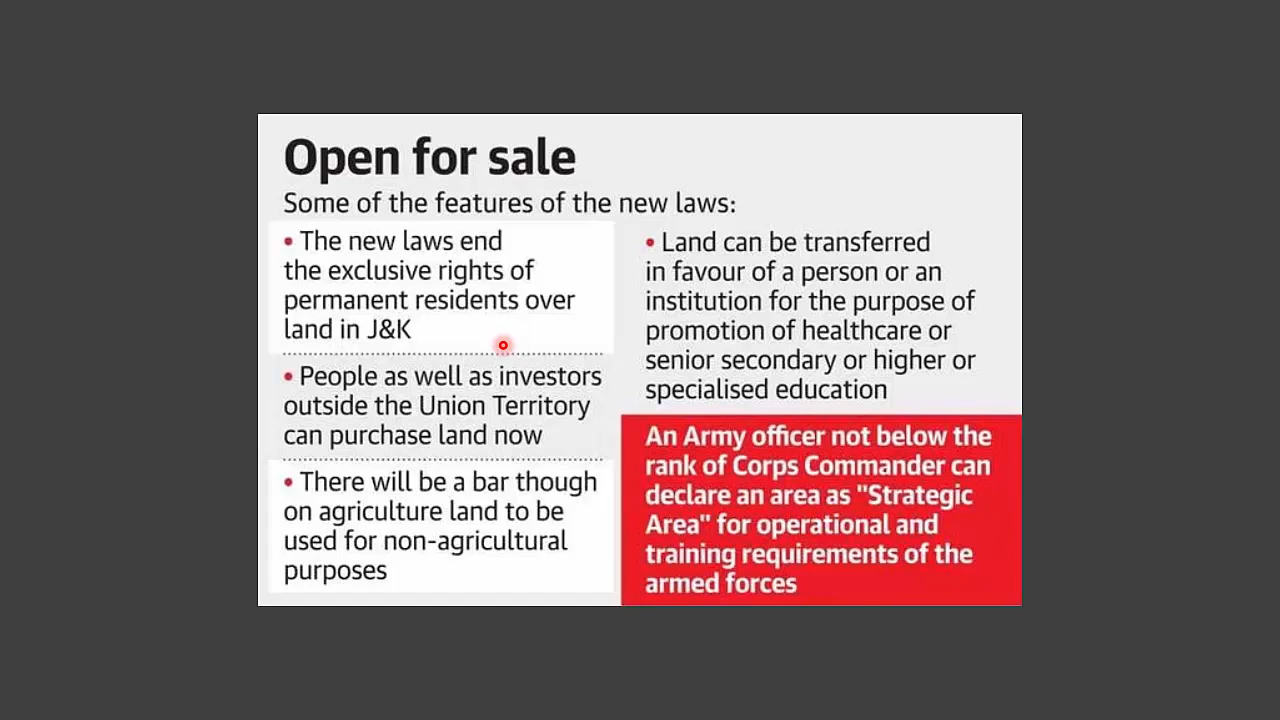 Open for sale
Some of the features of the new laws:
• The new laws end
the exclusive rights of
permanent residents over
land in J&K
• People as well as investors
outside the Union Territory
can purchase land now
• There will be a bar though
on agriculture land to be
used for non-agricultural
purposes
• Land can be transferred
in favour of a person or an
institution for the purpose of
promotion of healthcare or
senior secondary or higher or
specialised education
An Army officer not below the
rank of Corps Commander can
declare an area as "Strategic
Area" for operational and
training requirements of the
armed forces